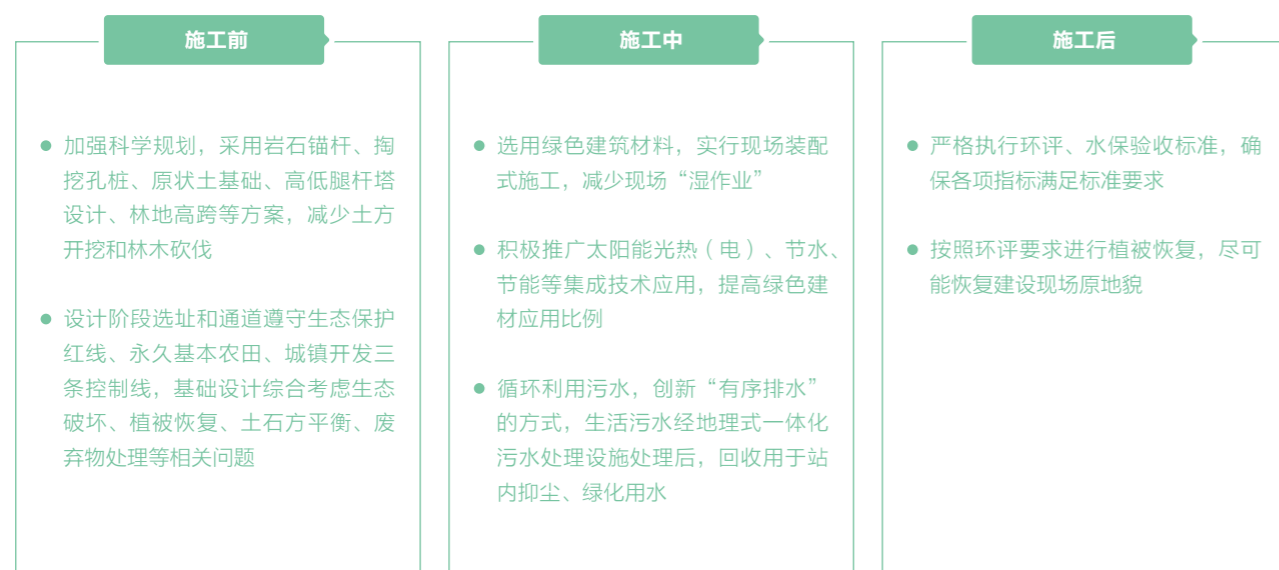 施工前
加强科学规划，采用岩石锚杆、掏
挖孔桩、原状土基础、高低腿杆塔
设计、林地高跨等方案，减少土方
开挖和林木砍伐
设计阶段选址和通道遵守生态保护
红线、永久基本农田、城镇开发三
条控制线，基础设计综合考虑生态
破坏、植被恢复、土石方平衡、废
弃物处理等相关问题
施工中
选用绿色建筑材料，实行现场装配
式施工，减少现场“湿作业”
积极推广太阳能光热（电）、节水、
节能等集成技术应用，提高绿色建
材应用比例
循环利用污水，创新“有序排水”
的方式，生活污水经地理式一体化
污水处理设施处理后，回收用于站
内抑尘、绿化用水
施工后
严格执行环评、水保验收标准，确
保各项指标满足标准要求
按照环评要求进行植被恢复，尽可
能恢复建设现场原地貌